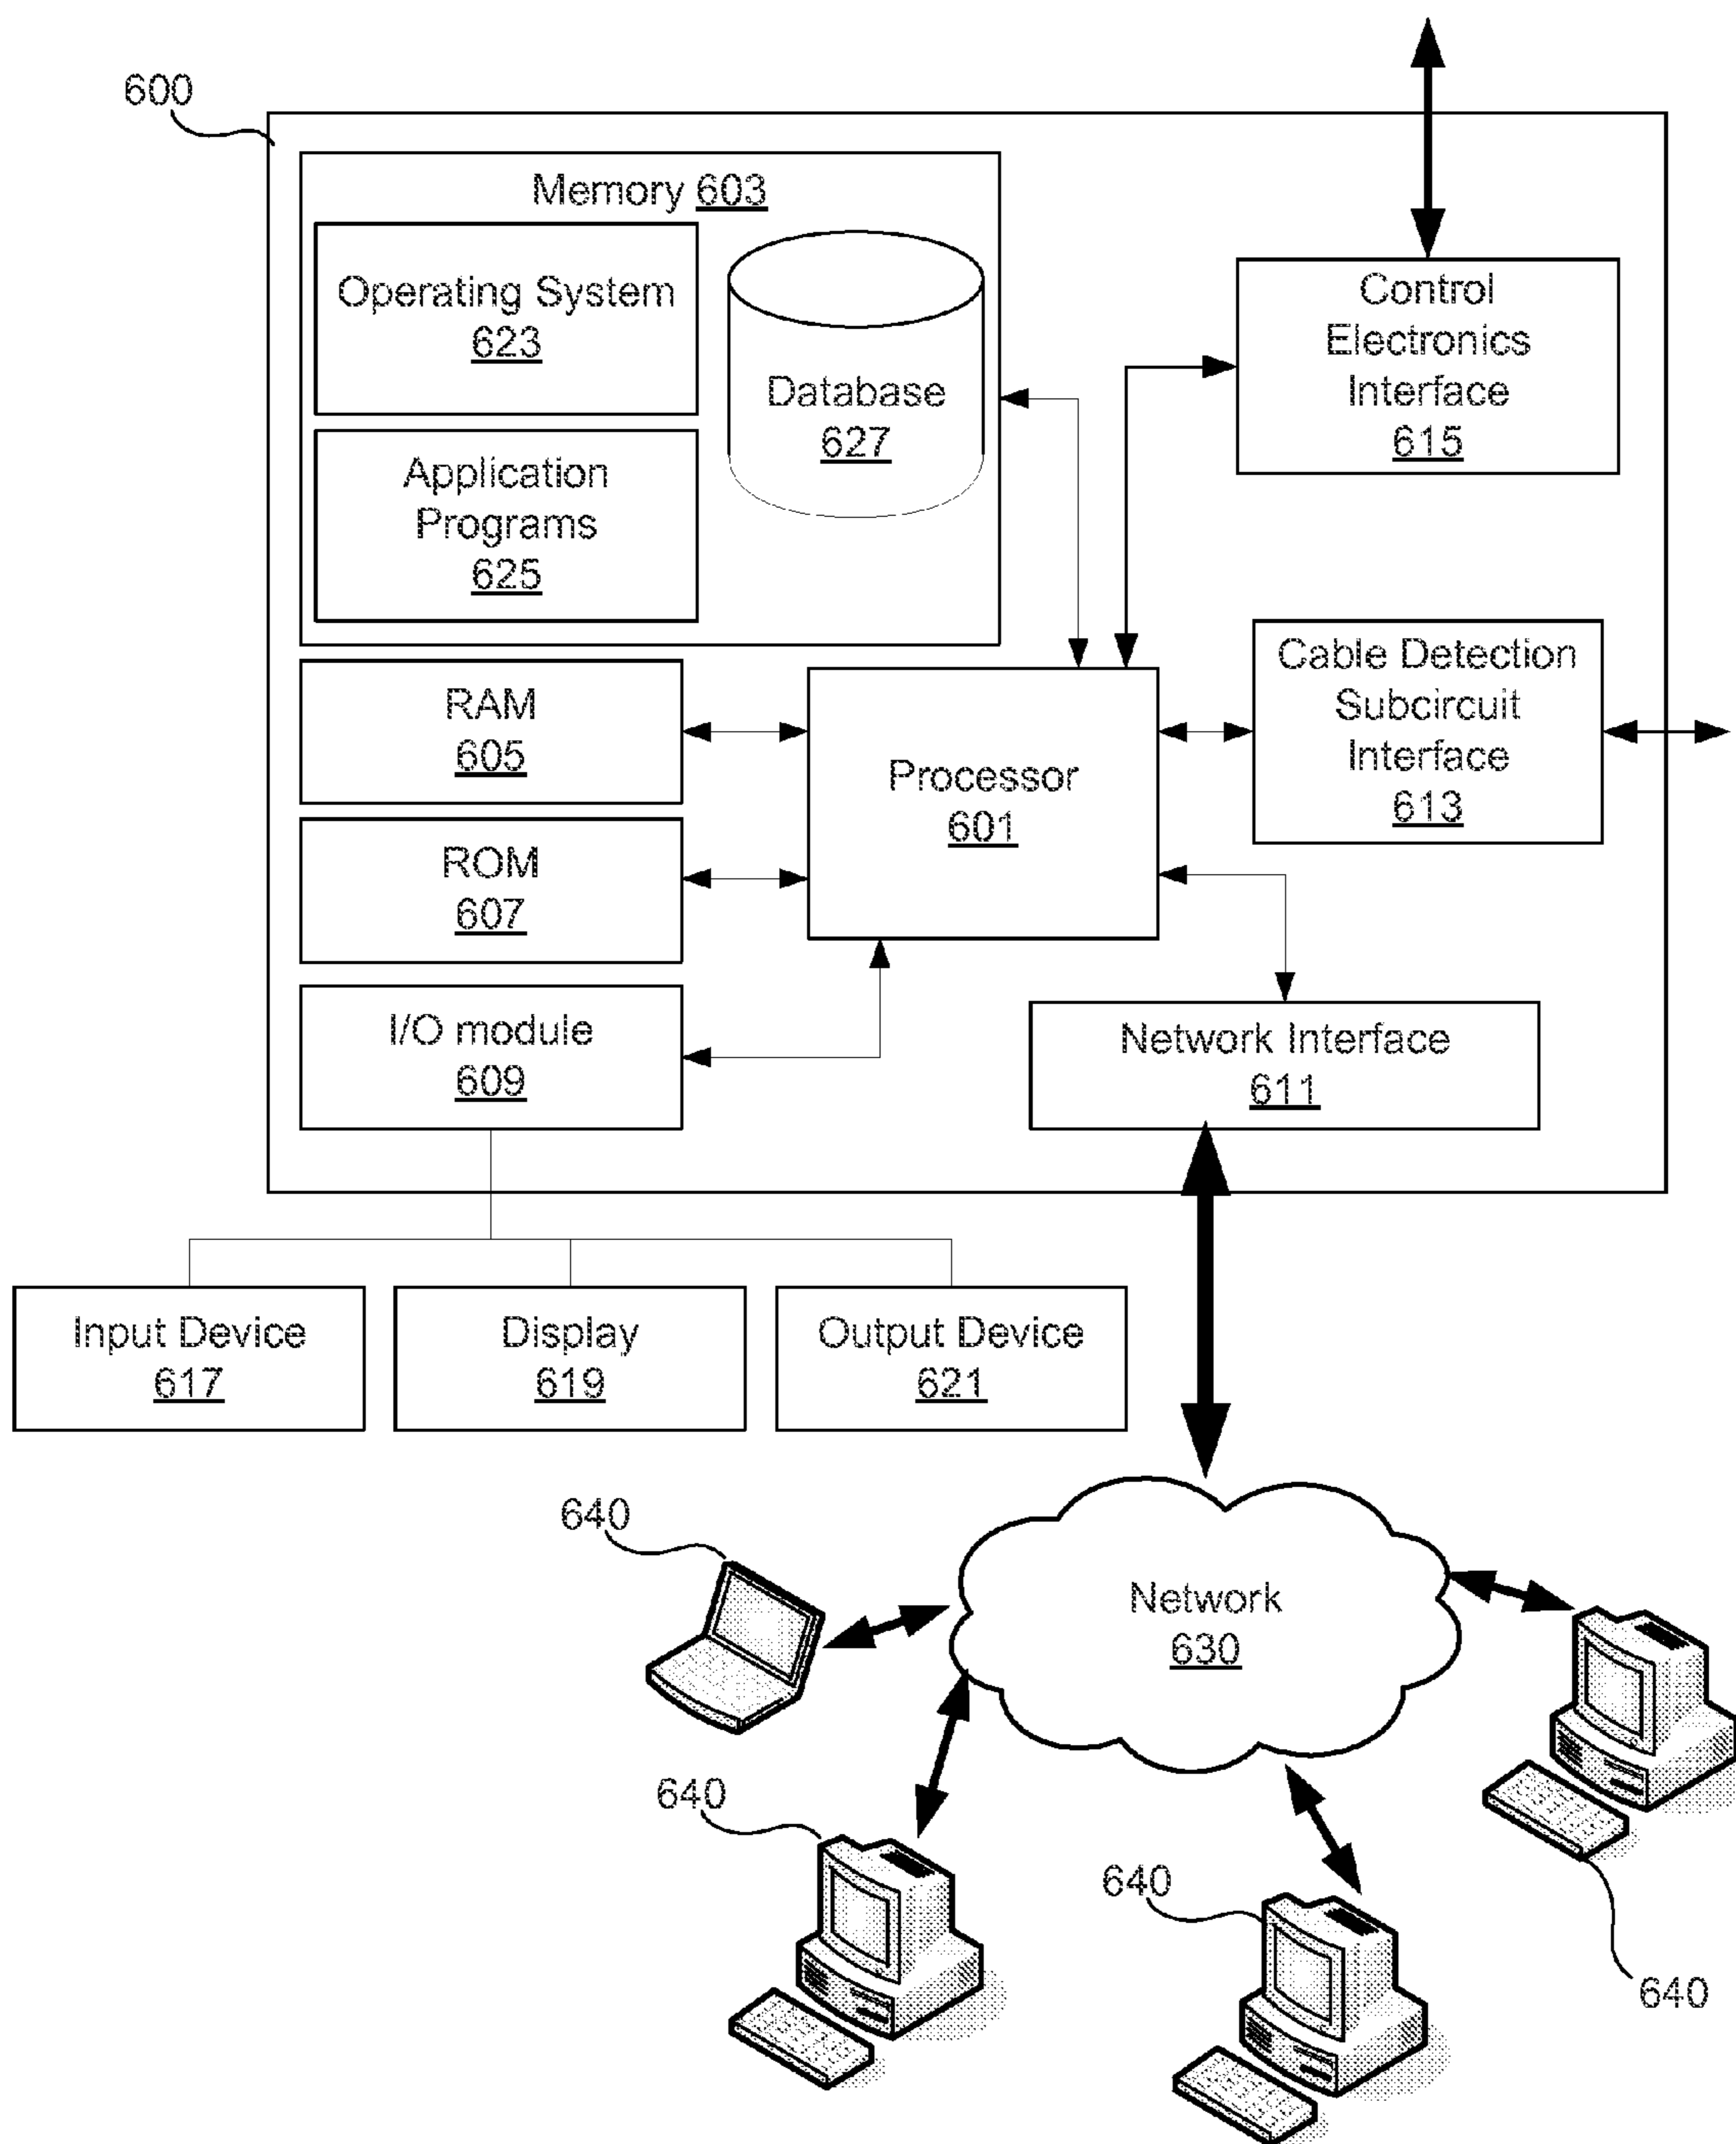 600
Memory 603
Operating System
623
Database
627
Application
Programs
625
Control
Electronics
Interface
615
RAM
605
Processor
601
Cable Detection
Subcircuit
Interface
613
ROM
607
I/O module
609
Network Interface
611
Input Device
617
Display
619
Output Device
621
640
Network
630
640
640
640